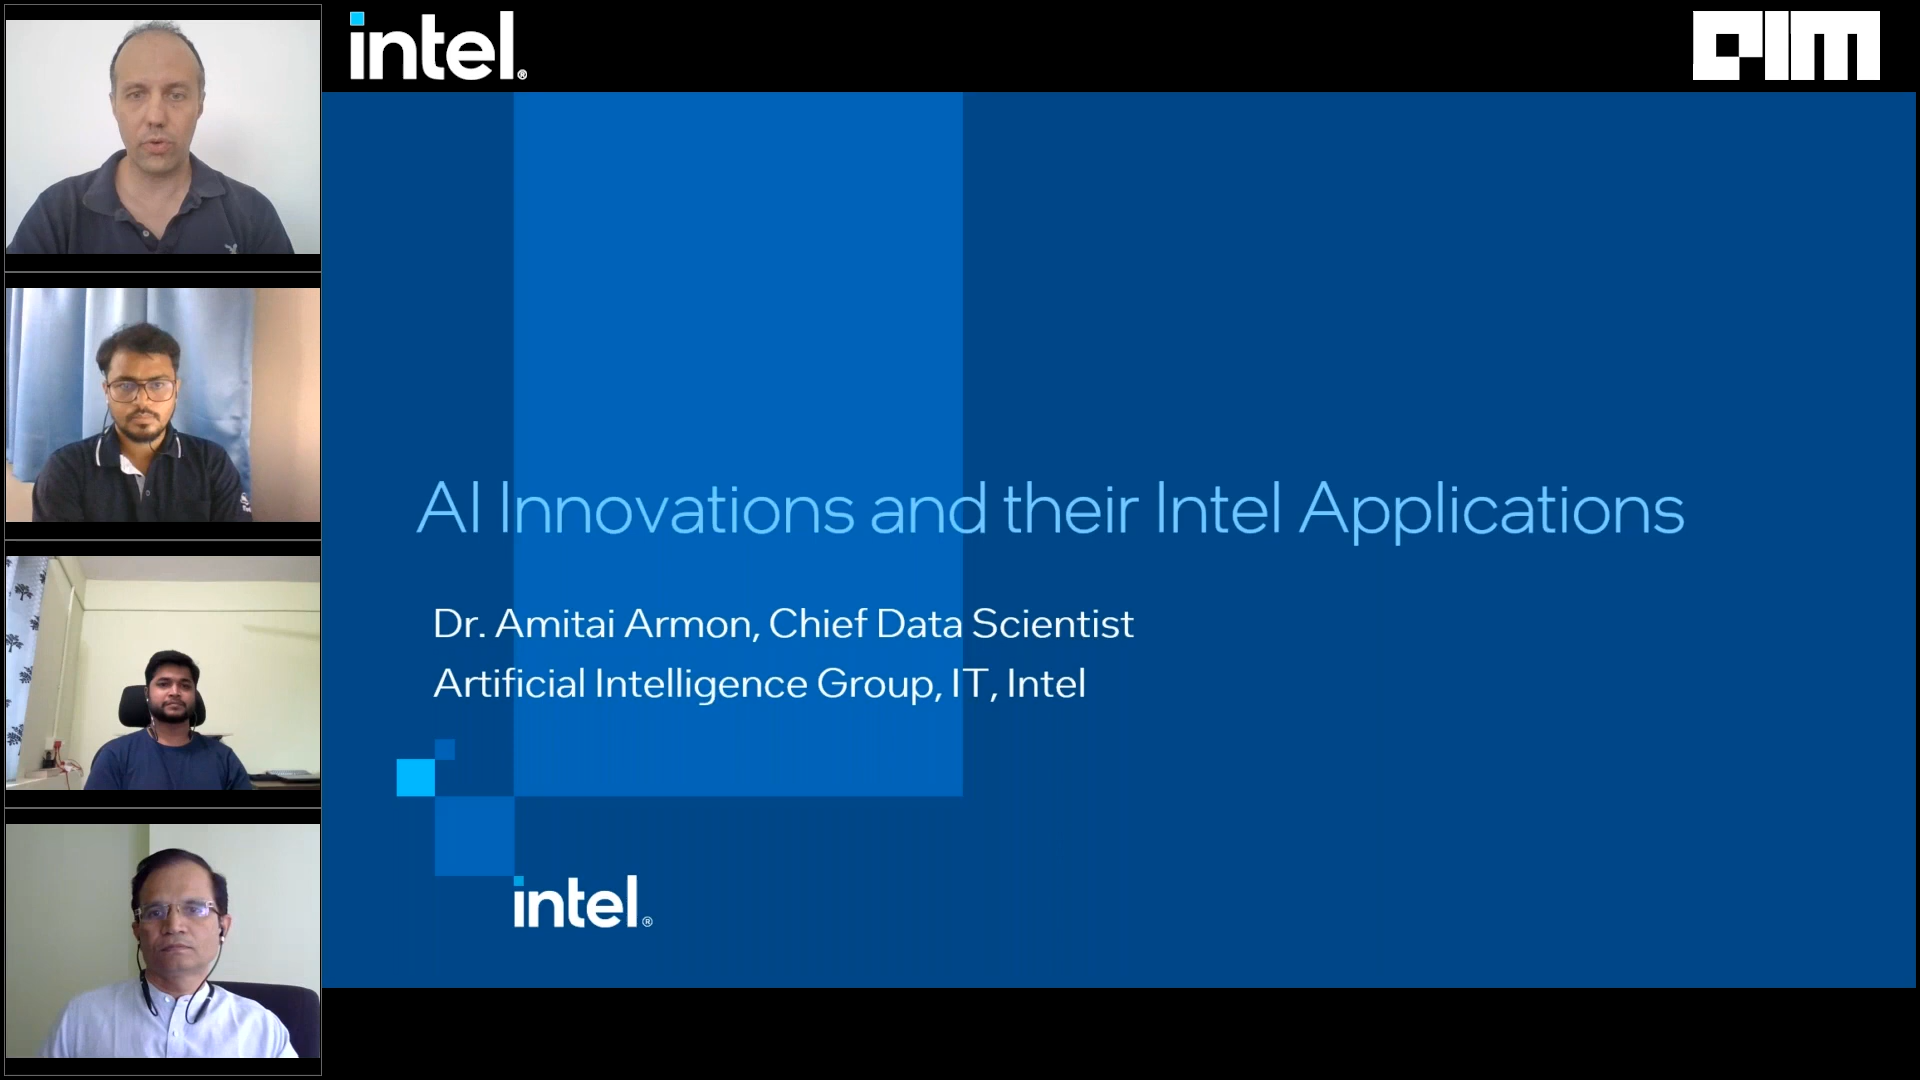 intel®
AIM
AI Innovations and their Intel Applications
Dr. Amitai Armon, Chief Data Scientist
Artificial Intelligence Group, IT, Intel
intel®